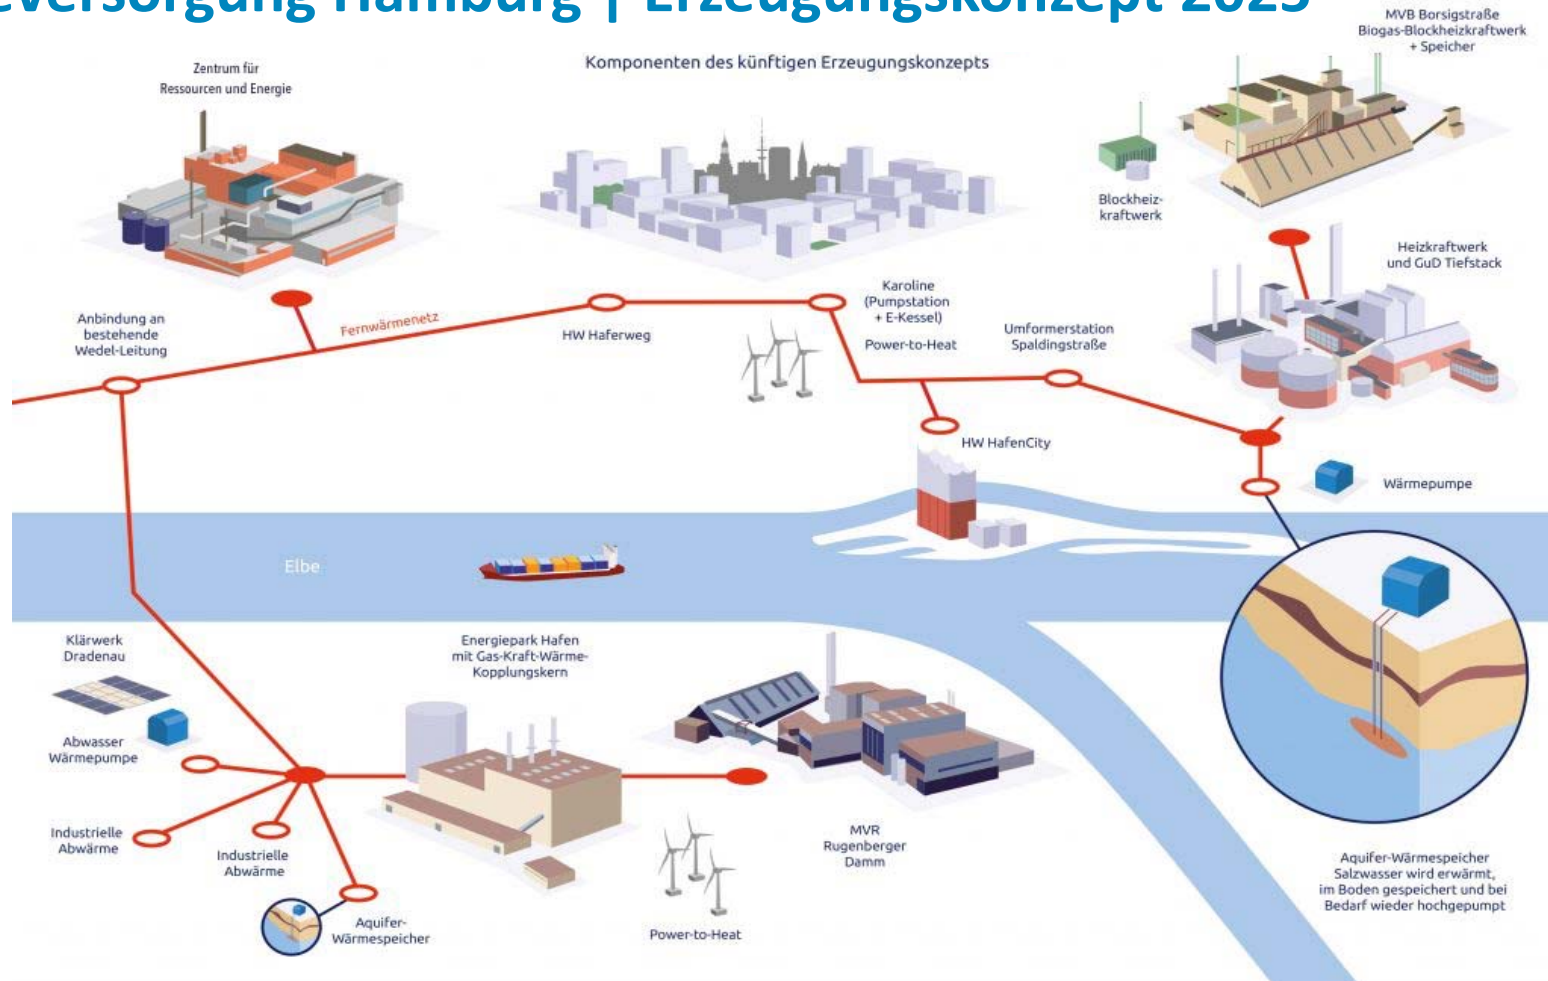 Hamburg | Erzeugungskonzept
MVB Borsigstraße
Biogas-Blockheizkraftwerk
+ Speicher
Komponenten des künftigen Erzeugungskonzepts
Zentrum für
Ressourcen und Energie
Blockheiz-
kraftwerk
Heizkraftwerk
und GuD Tiefstack
Anbindung an
bestehende
Wedel-Leitung
Fernwärmenetz
HW Haferweg
Karoline
(Pumpstation
+ E-Kessel)
Power-to-Heat
Umformerstation
Spaldingstraße
HW HafenCity
Wärmepumpe
Elbe
Klärwerk
Dradenau
Energiepark Hafen
mit Gas-Kraft-Wärme-
Kopplungskern
Abwasser
Wärmepumpe
Industrielle
Abwärme
Industrielle
Abwärme
MVR
Rugenberger
Damm
Aquifer-
Wärmespeicher
Power-to-Heat
Aquifer-Wärmespeicher
Salzwasser wird erwärmt,
im Boden gespeichert und bei
Bedarf wieder hochgepumpt